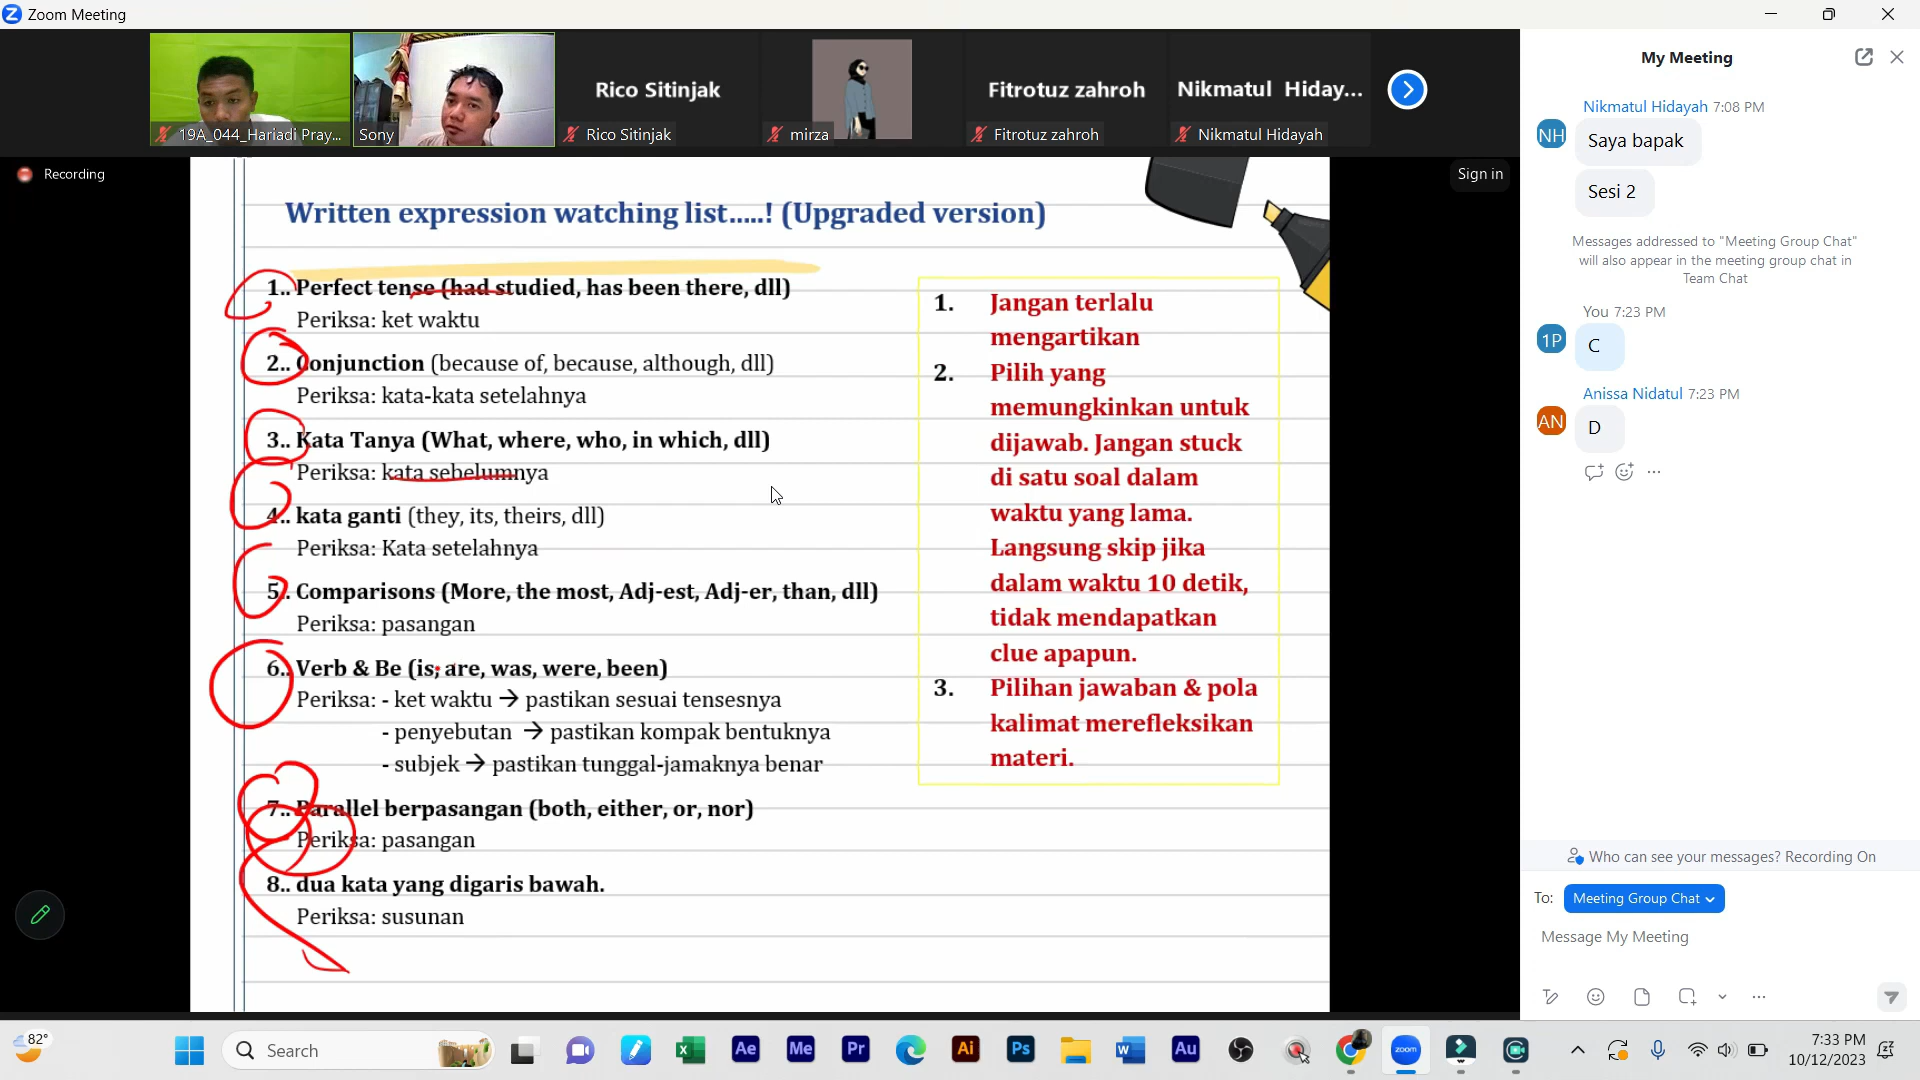 Zoom Meeting
19A_044_Hariadi Pray...
Sony
Rico Sitinjak
Rico Sitinjak
mirza
Fitrotuz zahroh
Fitrotuz zahroh
Nikmatul Hiday...
Nikmatul Hidayah
Recording
Sign in
Written expression watching list.....! (Upgraded version)
1.. Perfect tense (had studied, has been there, dll)
Periksa: ket waktu
2.. Conjunction (because of, because, although, dll)
Periksa: kata-kata setelahnya
3.. Kata Tanya (What, where, who, in which, dll)
Periksa: kata sebelumnya
4.. kata ganti (they, its, theirs, dll)
Periksa: Kata setelahnya
5.. Comparisons (More, the most, Adj-est, Adj-er, than, dll)
Periksa: pasangan
6.. Verb & Be (is, are, was, were, been)
Periksa: - ket waktu → pastikan sesuai tensesnya
- penyebutan → pastikan kompak bentuknya
- subjek → pastikan tunggal-jamaknya benar
7.. Parallel berpasangan (both, either, or, nor)
Periksa: pasangan
8.. dua kata yang digaris bawah.
Periksa: susunan
1. Jangan terlalu
mengartikan
2. Pilih yang
memungkinkan untuk
dijawab. Jangan stuck
di satu soal dalam
waktu yang lama.
Langsung skip jika
dalam waktu 10 detik,
tidak mendapatkan
clue apapun.
3. Pilihan jawaban & pola
kalimat merefleksikan
materi.
My Meeting
Nikmatul Hidayah 7:08 PM
NH
Saya bapak
Sesi 2
Messages addressed to "Meeting Group Chat"
will also appear in the meeting group chat in
Team Chat
You 7:23 PM
1P
C
Anissa Nidatul 7:23 PM
AN
D
Who can see your messages? Recording On
To: Meeting Group Chat
Message My Meeting
82°
Search
Ae
Me
Pr
Ai
Ps
Au
zoom
7:33 PM
10/12/2023